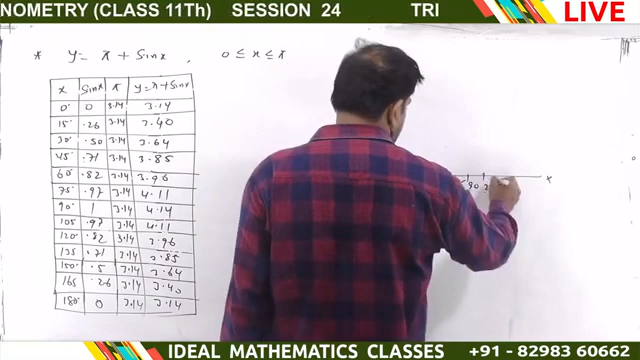 NOMETRY (CLASS 11Th) SESSION 24 TRI LIVE
* y = π + Sinx , 0 ≤ x ≤ π
x Sinx π y=π+Sinx
0° 0 3.14 3.14
15° .26 3.14 3.40
30° .50 3.14 3.64
45° .71 3.14 3.85
60° .82 3.14 3.96
75° .97 3.14 4.11
90° 1 3.14 4.14
105 .97 3.14 4.11
120° .82 3.14 3.96
135 .71 3.14 3.85
150° .5 3.14 3.64
165 .26 3.14 3.40
180° 0 3.14 3.14
90 x
IDEAL MATHEMATICS CLASSES +91 - 82983 60662